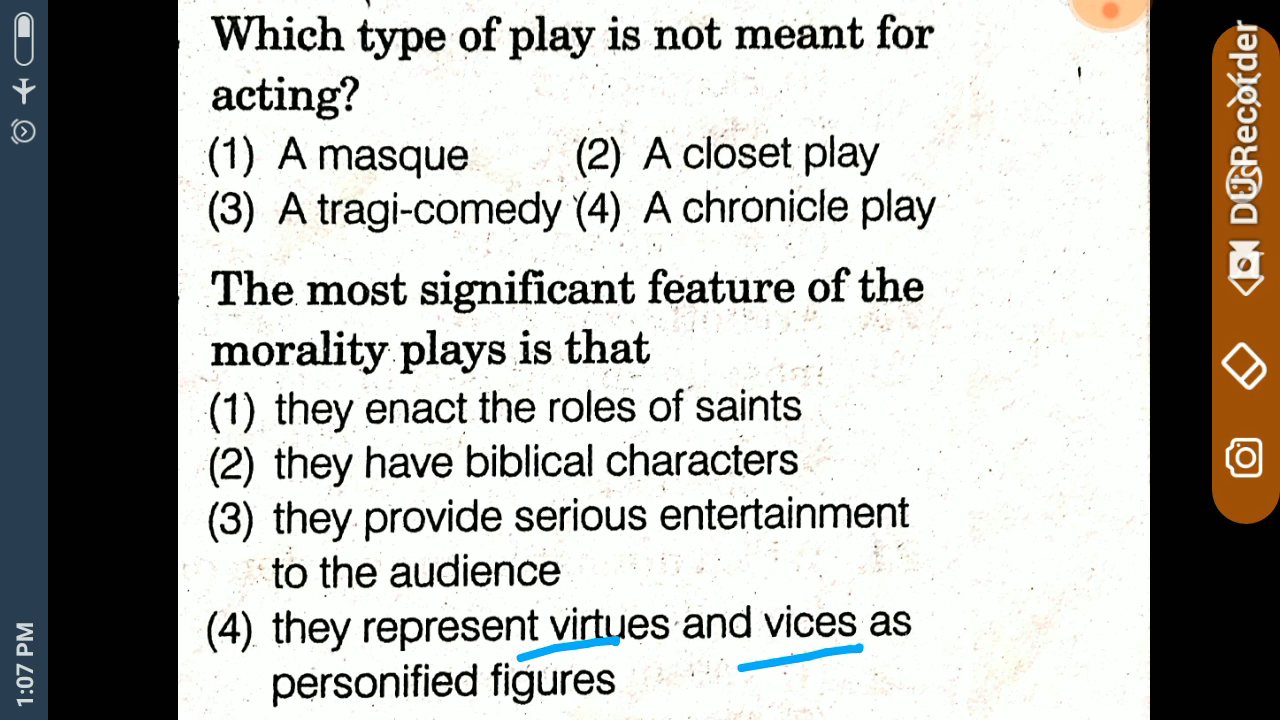 Which type of play is not meant for
acting?
(1) A masque (2) A closet play
(3) A tragi-comedy (4) A chronicle play
The most significant feature of the
morality plays is that
(1) they enact the roles of saints
(2) they have biblical characters
(3) they provide serious entertainment
to the audience
(4) they represent virtues and vices as
personified figures
1:07 PM
DU Recorder